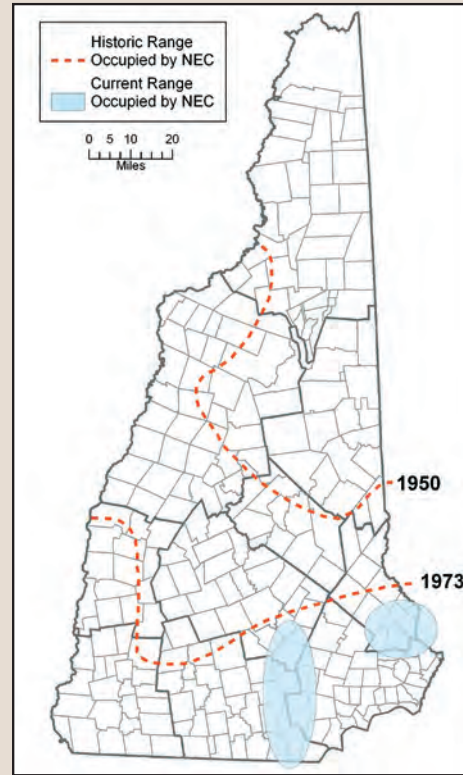 Historic Range
Occupied by NEC
Current Range
Occupied by NEC
0 5 10 20
Miles
1950
1973